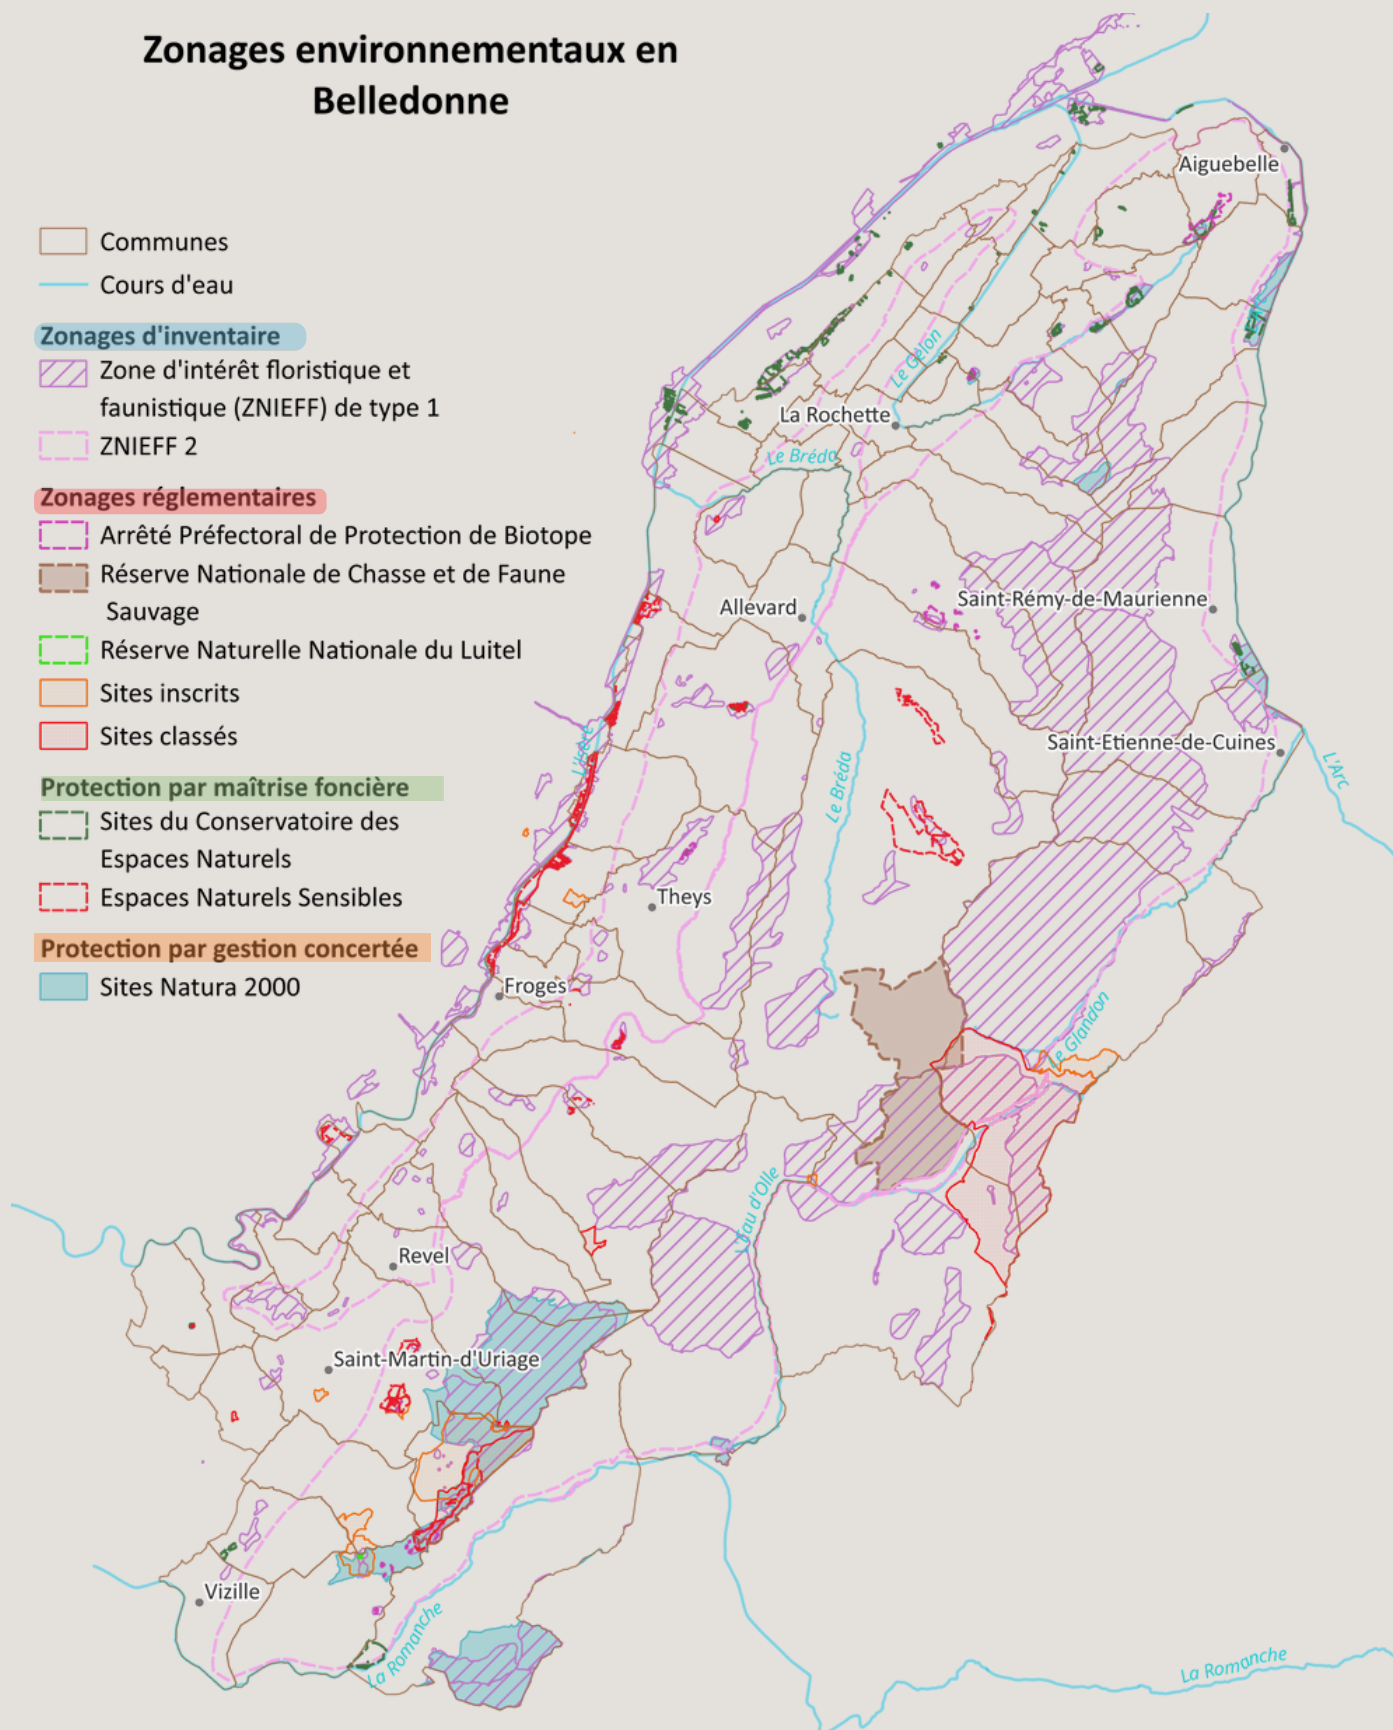 Zonages environnementaux en
Belledonne
Communes
Cours d'eau
Zonages d'inventaire
Zone d'intérêt floristique et
faunistique (ZNIEFF) de type 1
ZNIEFF 2
Zonages réglementaires
Arrêté Préfectoral de Protection de Biotope
Réserve Nationale de Chasse et de Faune
Sauvage
Réserve Naturelle Nationale du Luitel
Sites inscrits
Sites classés
Protection par maîtrise foncière
Sites du Conservatoire des
Espaces Naturels
Espaces Naturels Sensibles
Protection par gestion concertée
Sites Natura 2000
Aiguebelle
Le Gelon
La Rochette
Le Bréda
Allevard
Saint-Rémy-de-Maurienne
Saint-Etienne-de-Cuines
L'Arc
L'Isère
Le Bréda
Theys
Froges
Le Glandon
L'Eau d'Olle
Revel
Saint-Martin-d'Uriage
Vizille
La Romanche
La Romanche